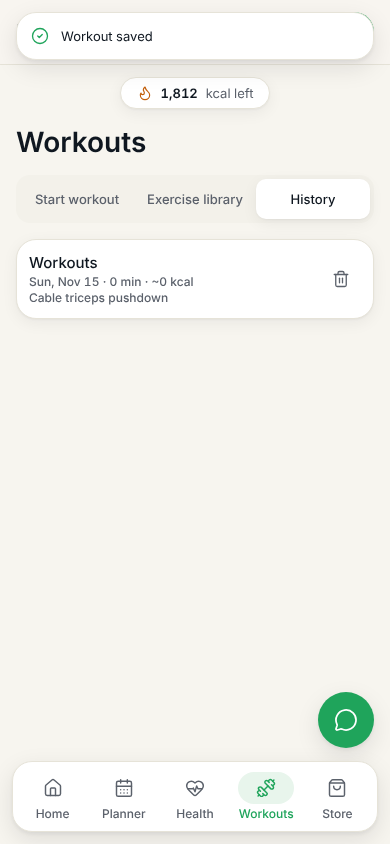 Workout saved
1,812 kcal left
Workouts
Start workout
Exercise library
History
Workouts
Sun, Nov 15 · 0 min · ~0 kcal
Cable triceps pushdown
Home
Planner
Health
Workouts
Store